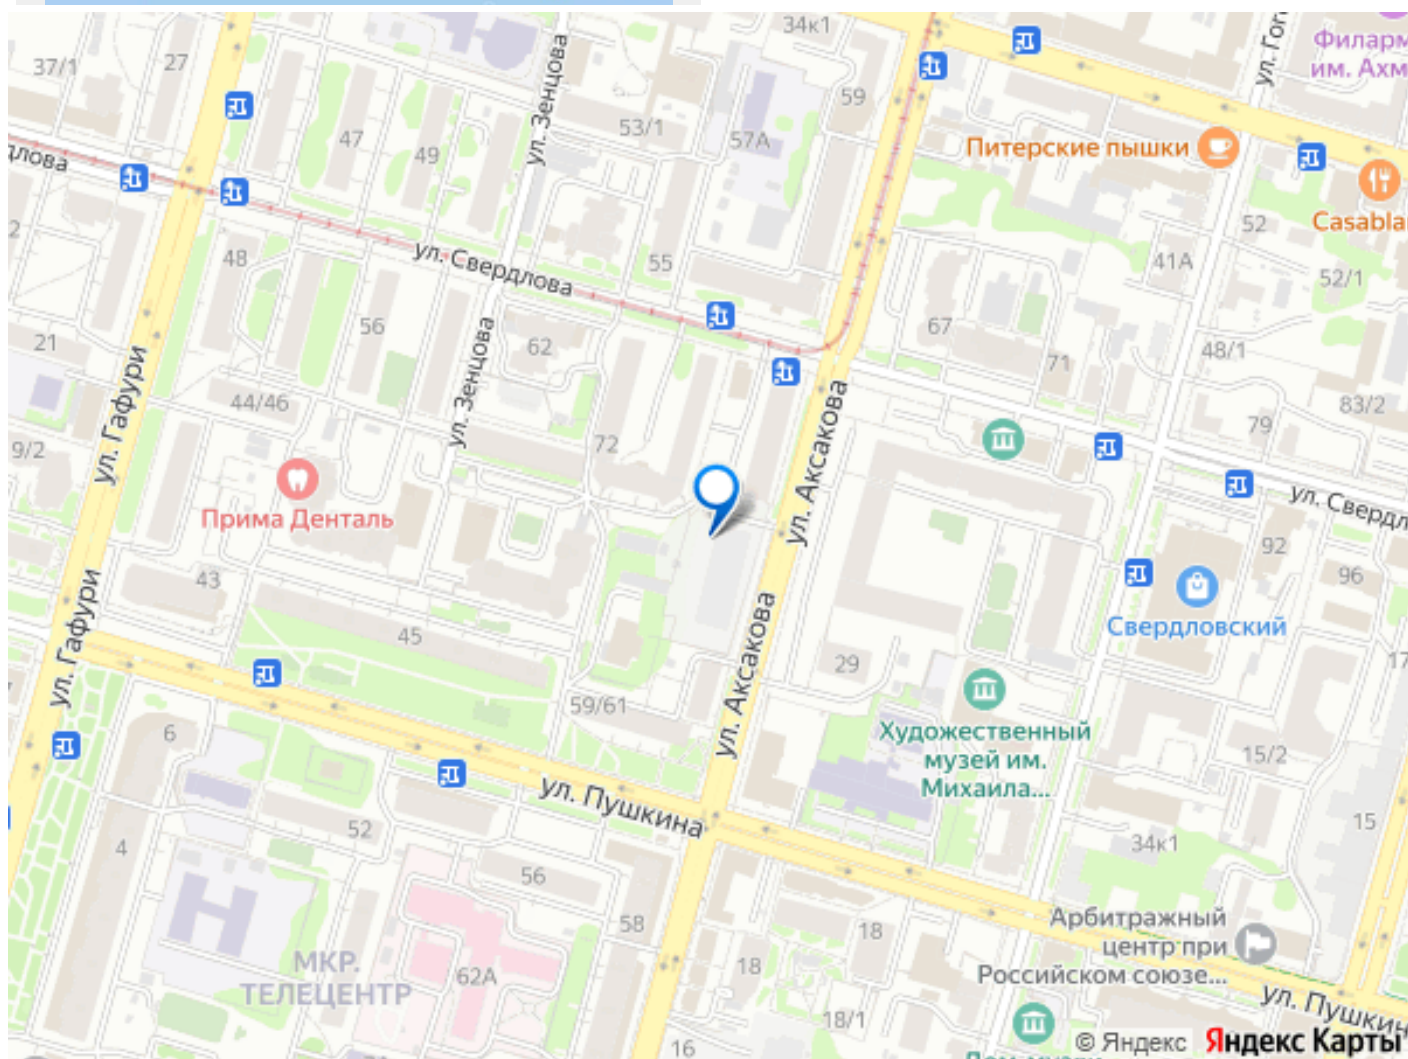 34к1
Филарм
им. Ахм
37/1
27
ул. Зенцова
ул. Гог
59
53/1
57А
47
49
Питерские пышки
длова
Casabla
52
2
48
ул. Свердлова
55
41А
52/1
56
67
21
62
71
48/1
ул. Гафури
ул. Зенцова
44/46
ул. Аксакова
83/2
79
9/2
72
Прима Денталь
ул. Свердл
92
96
43
ул. Гафури
45
ул. Аксакова
Свердловский
29
17
59/61
6
Художественный
музей им.
Михаила...
15/2
ул. Пушкина
52
4
15
34к1
56
58
Арбитражный
центр при
Российском союзе...
18
МКР.
ТЕЛЕЦЕНТР
62А
18
ул. Пушкин
18/1
16
© Яндекс
Яндекс Карты